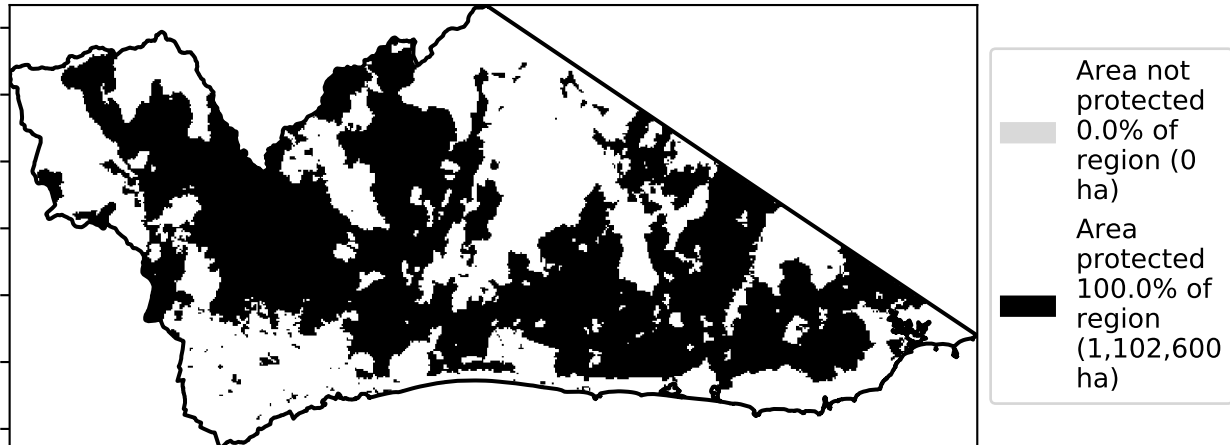 Area not
protected
0.0% of
region (0
ha)
Area
protected
100.0% of
region
(1,102,600
ha)